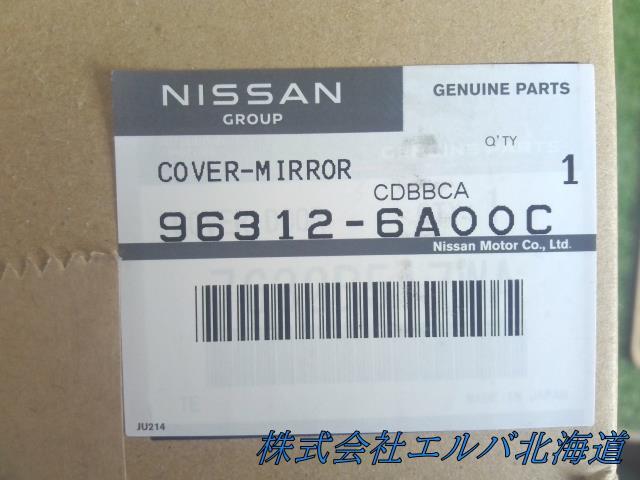 NISSAN
GROUP
GENUINE PARTS
Q'TY
COVER-MIRROR
1
CDBBCA
96312-6A00C
Nissan Motor Co., Ltd.
JU214
株式会社エルバ北海道